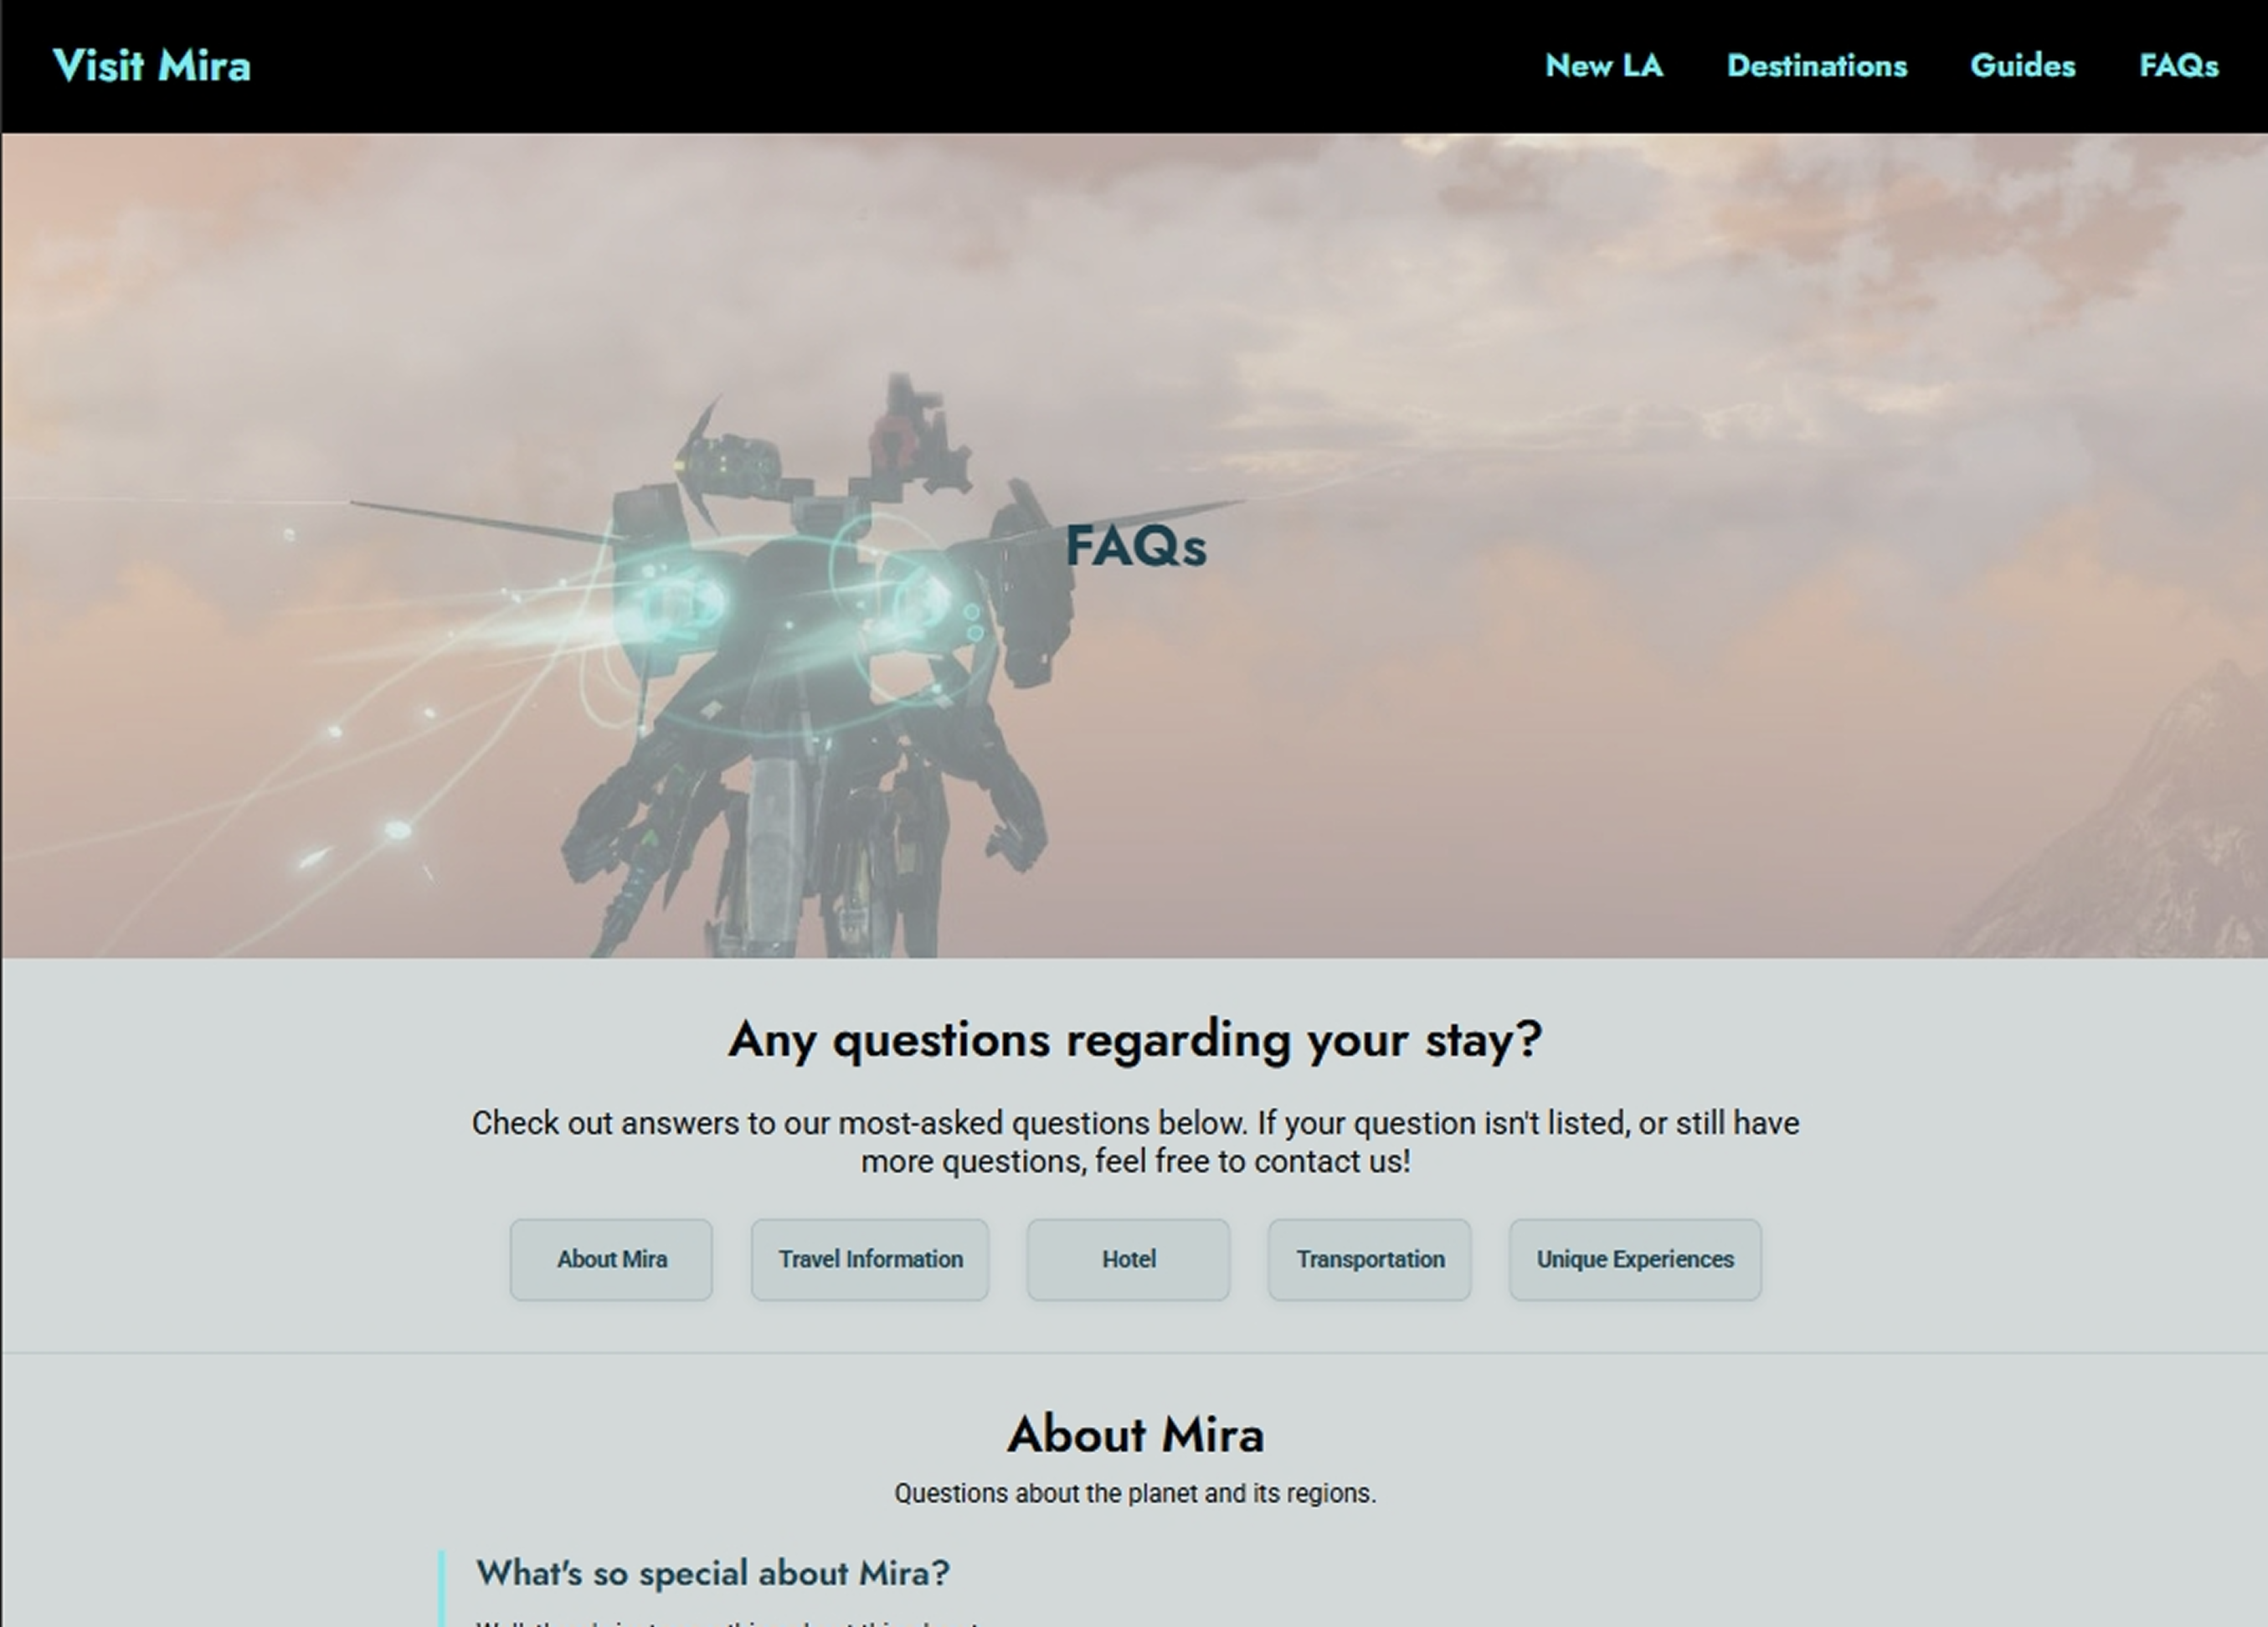 Visit Mira
New LA
Destinations
Guides
FAQs
FAQs
Any questions regarding your stay?
Check out answers to our most-asked questions below. If your question isn't listed, or still have
more questions, feel free to contact us!
About Mira
Travel Information
Hotel
Transportation
Unique Experiences
About Mira
Questions about the planet and its regions.
What's so special about Mira?